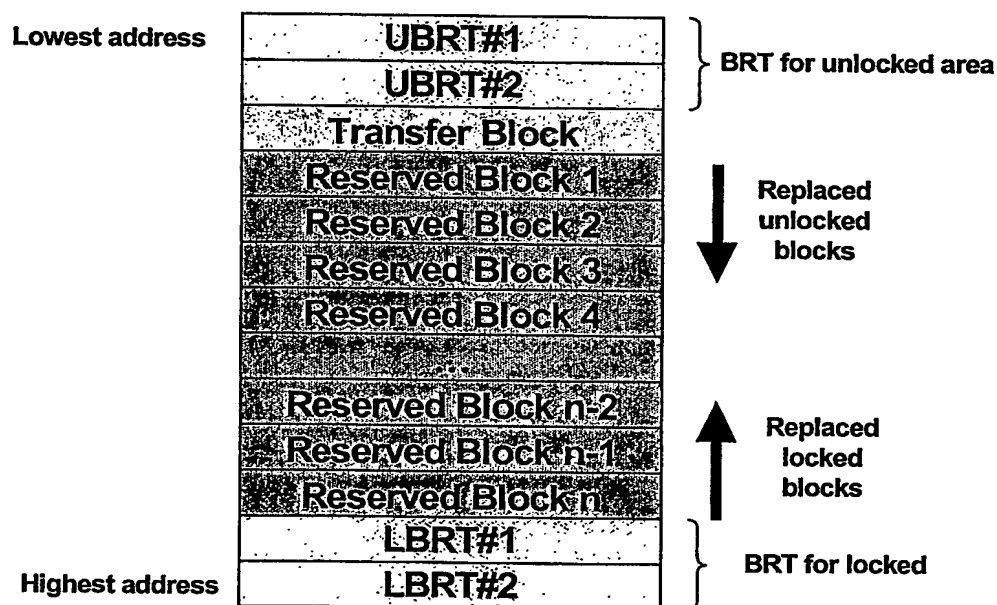 Lowest address
UBRT#1
UBRT#2
BRT for unlocked area
Transfer Block
Reserved Block 1
Reserved Block 2
Reserved Block 3
Reserved Block 4
Replaced
unlocked
blocks
...
Reserved Block n-2
Reserved Block n-1
Reserved Block n
Replaced
locked
blocks
LBRT#1
LBRT#2
BRT for locked
Highest address